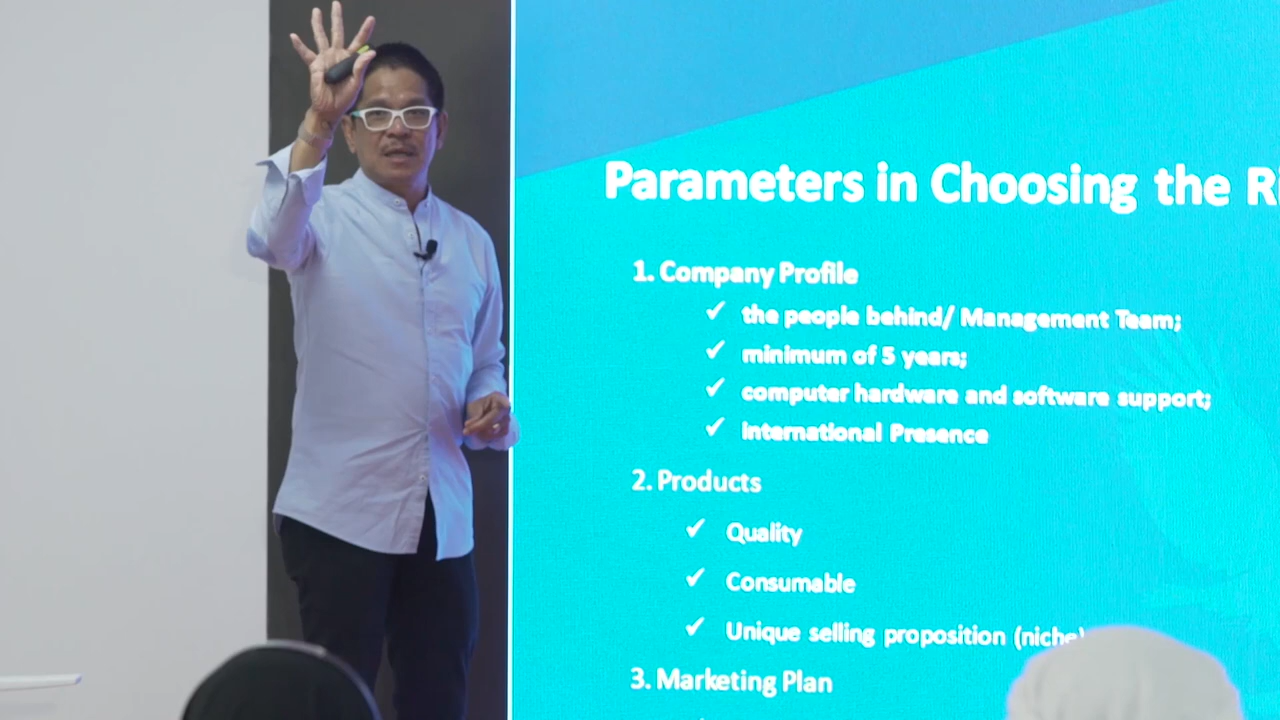 Parameters in Choosing the
1. Company Profile
✓ the people behind/ Management Team;
✓ minimum of 5 years;
✓ computer hardware and software support;
✓ International Presence
2. Products
✓ Quality
✓ Consumable
✓ Unique selling proposition (niche)
3. Marketing Plan